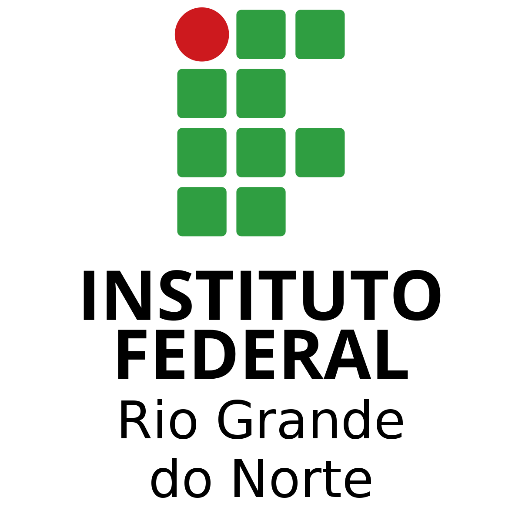 INSTITUTO
FEDERAL
Rio Grande
do Norte